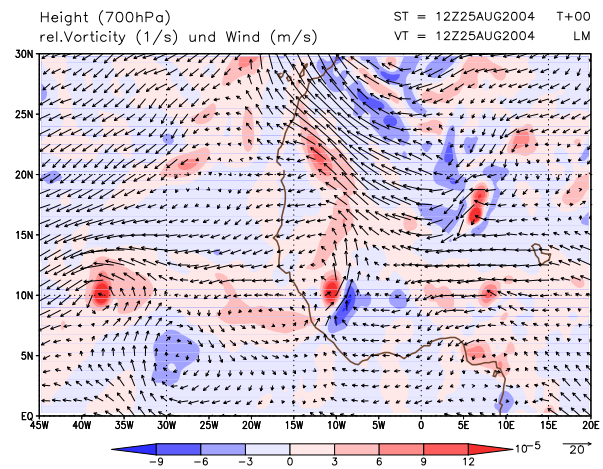 Height (700hPa) ST = 12Z25AUG2004 T+00
rel.Vorticity (1/s) und Wind (m/s) VT = 12Z25AUG2004 LM
30N
25N
20N
15N
10N
5N
EQ
45W 40W 35W 30W 25W 20W 15W 10W 5W 0 5E 10E 15E 20E
-9 -6 -3 0 3 6 9 12 10⁻⁵ 20